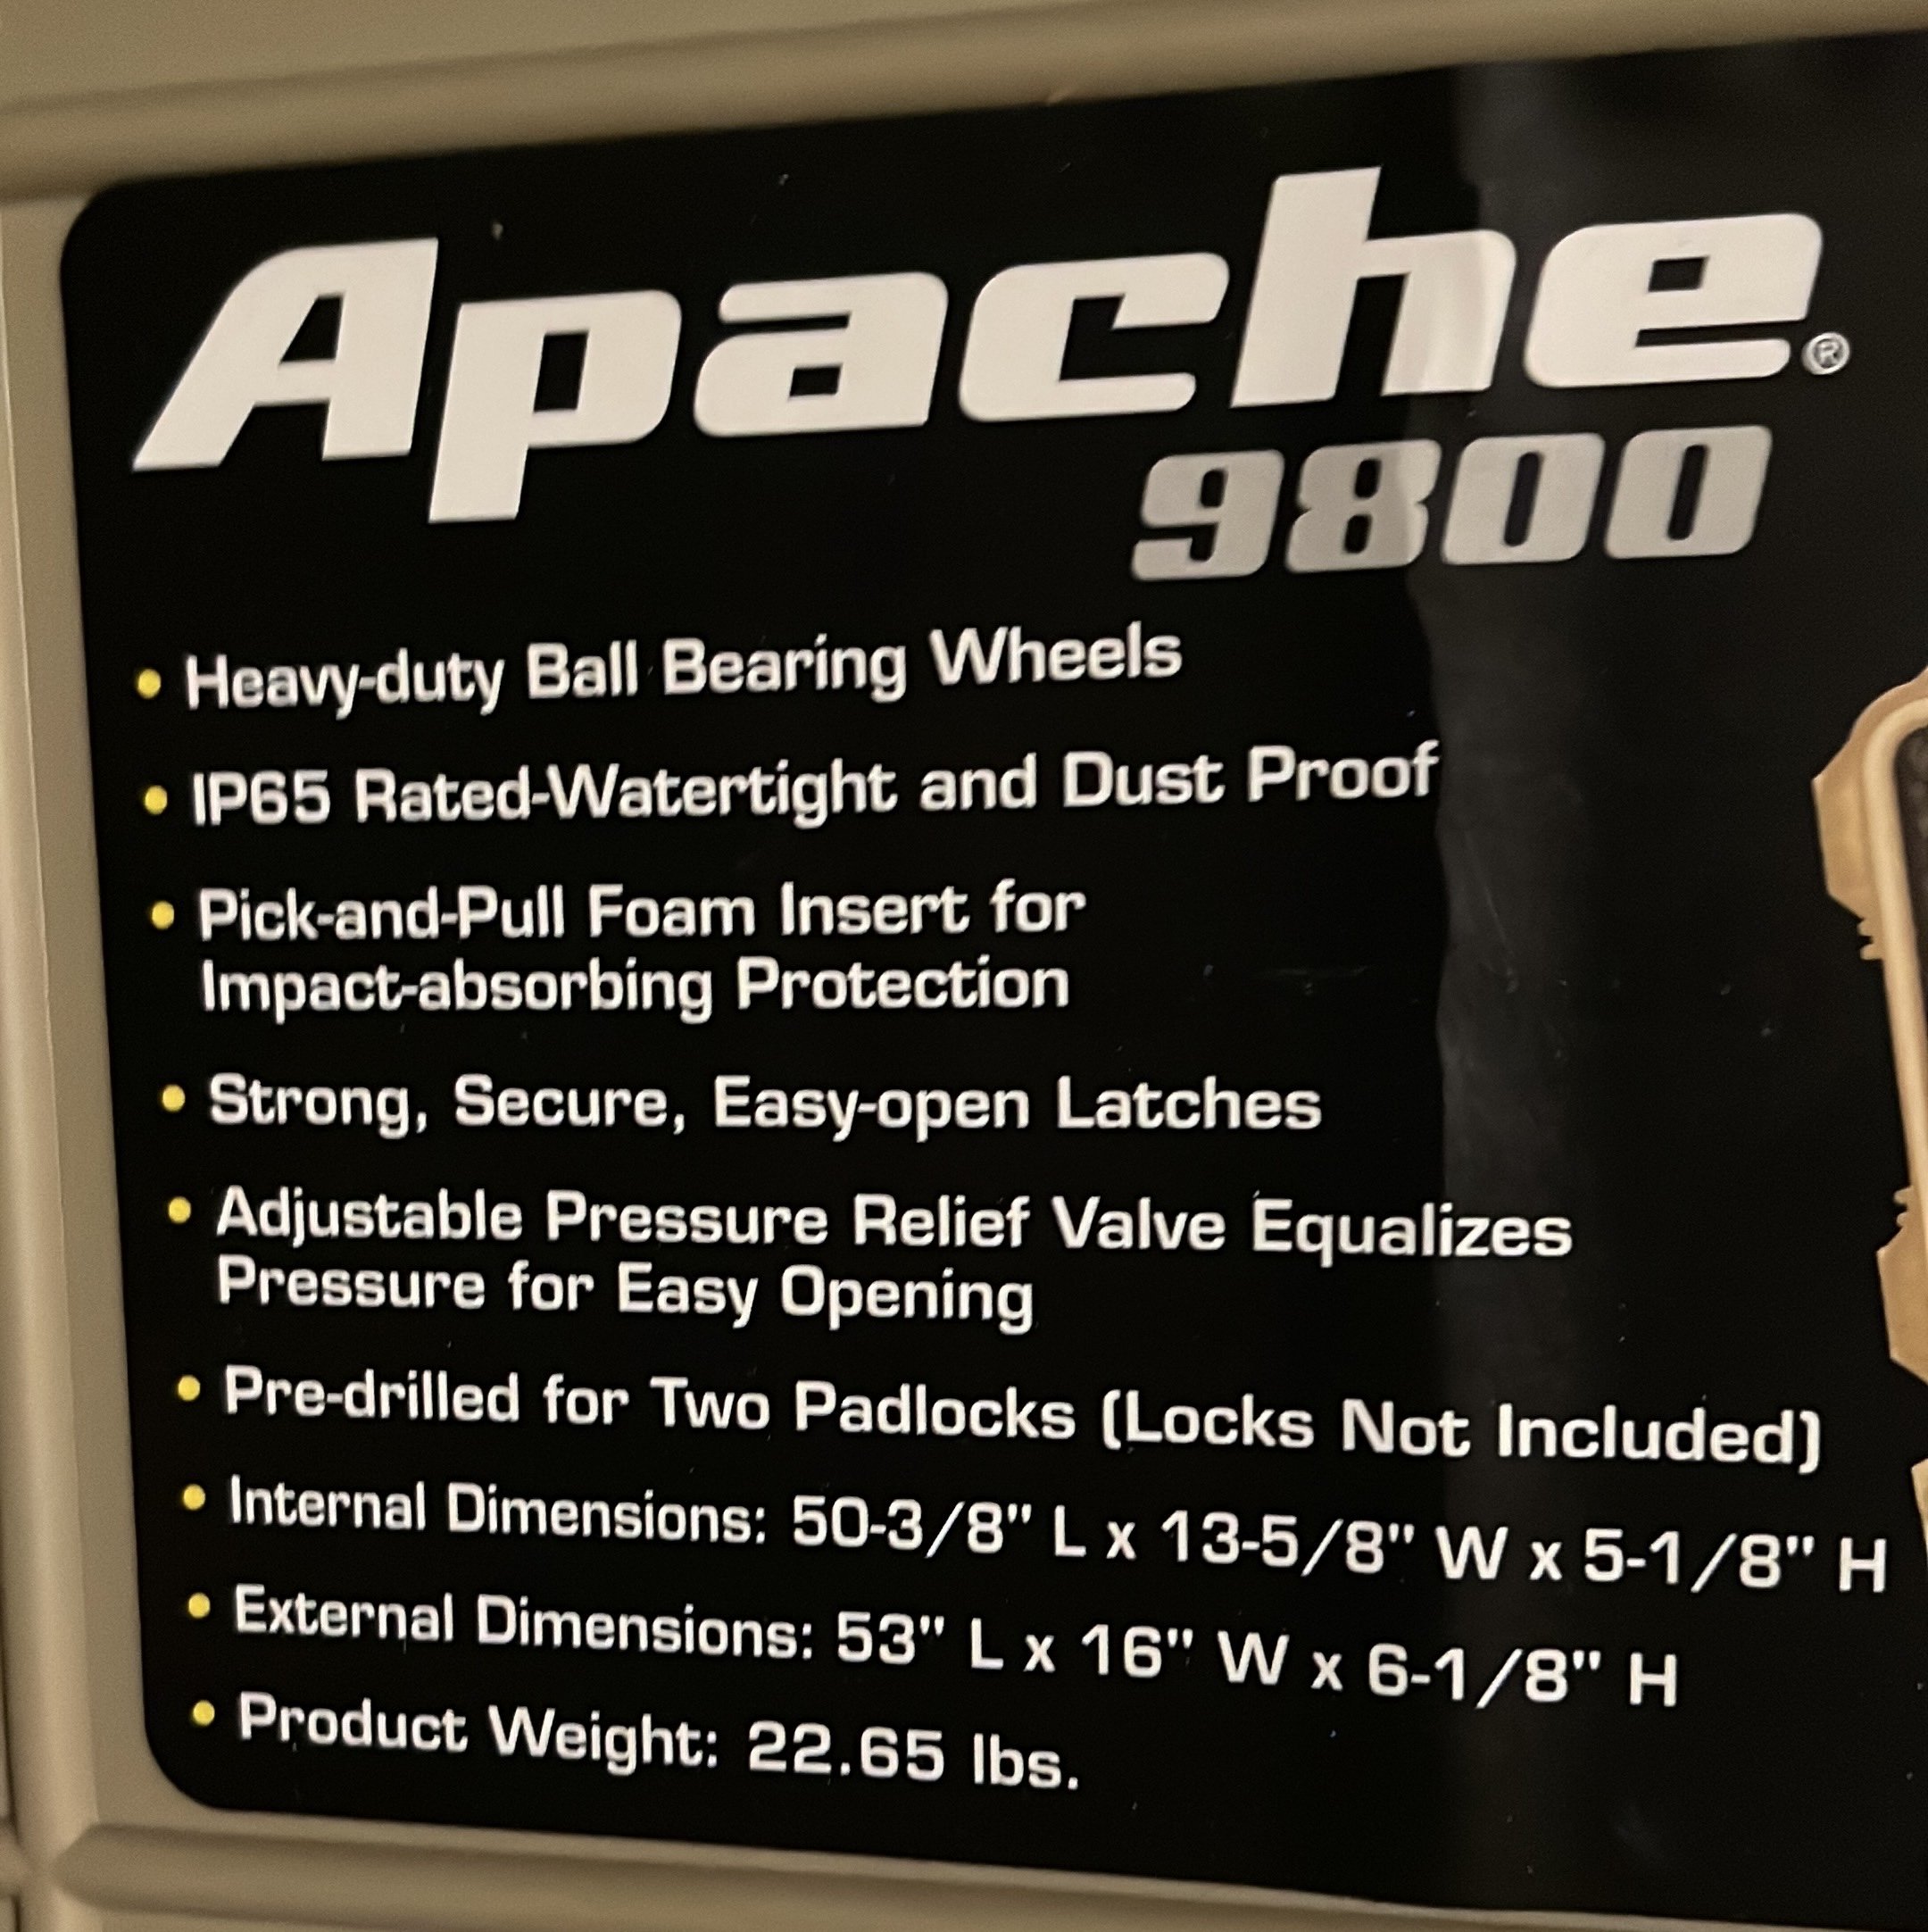 Apache®
9800
• Heavy-duty Ball Bearing Wheels
• IP65 Rated-Watertight and Dust Proof
• Pick-and-Pull Foam Insert for
Impact-absorbing Protection
• Strong, Secure, Easy-open Latches
• Adjustable Pressure Relief Valve Equalizes
Pressure for Easy Opening
• Pre-drilled for Two Padlocks (Locks Not Included)
• Internal Dimensions: 50-3/8" L x 13-5/8" W x 5-1/8" H
• External Dimensions: 53" L x 16" W x 6-1/8" H
• Product Weight: 22.65 lbs.